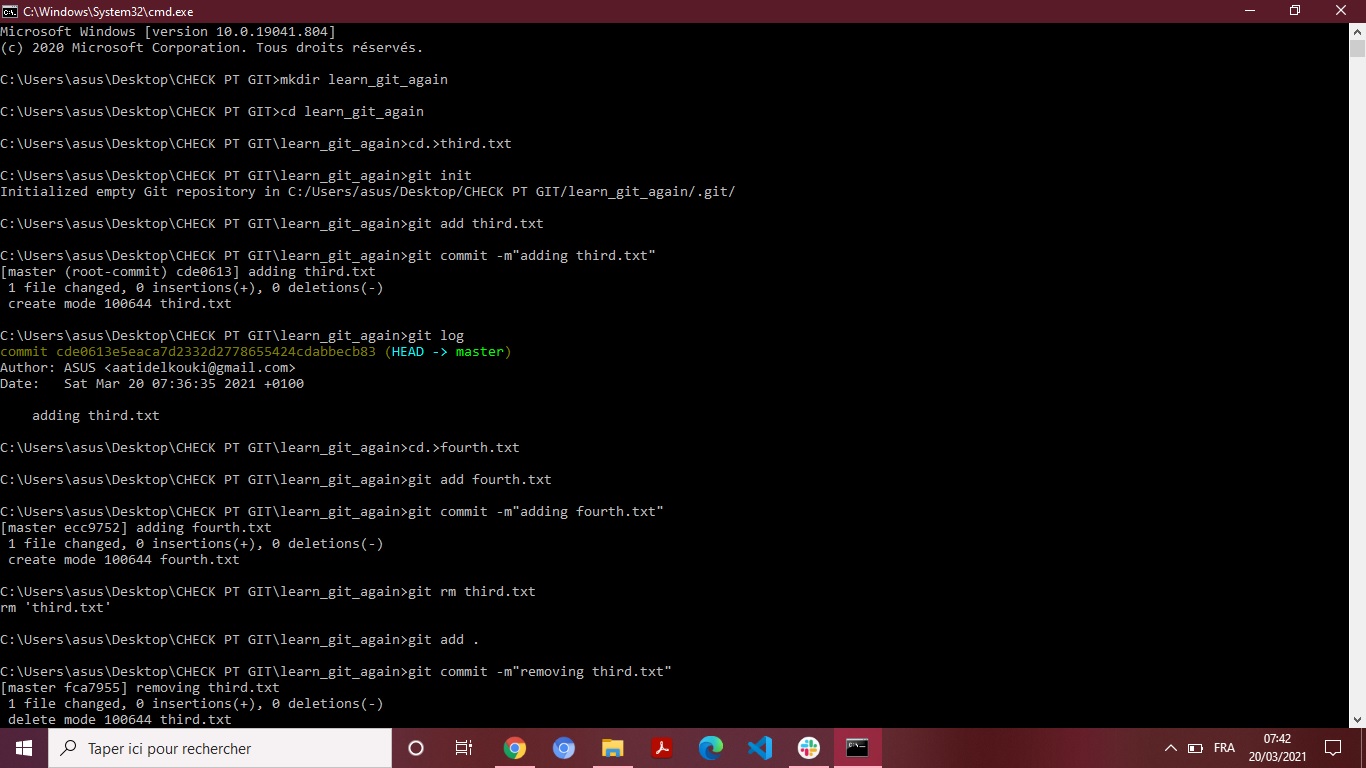 C:\Windows\System32\cmd.exe
Microsoft Windows [version 10.0.19041.804]
(c) 2020 Microsoft Corporation. Tous droits réservés.
C:\Users\asus\Desktop\CHECK PT GIT>mkdir learn_git_again
C:\Users\asus\Desktop\CHECK PT GIT>cd learn_git_again
C:\Users\asus\Desktop\CHECK PT GIT\learn_git_again>cd.>third.txt
C:\Users\asus\Desktop\CHECK PT GIT\learn_git_again>git init
Initialized empty Git repository in C:/Users/asus/Desktop/CHECK PT GIT/learn_git_again/.git/
C:\Users\asus\Desktop\CHECK PT GIT\learn_git_again>git add third.txt
C:\Users\asus\Desktop\CHECK PT GIT\learn_git_again>git commit -m"adding third.txt"
[master (root-commit) cde0613] adding third.txt
1 file changed, 0 insertions(+), 0 deletions(-)
create mode 100644 third.txt
C:\Users\asus\Desktop\CHECK PT GIT\learn_git_again>git log
commit cde0613e5eaca7d2332d2778655424cdabbecb83 (HEAD -> master)
Author: ASUS <aatidelkouki@gmail.com>
Date:   Sat Mar 20 07:36:35 2021 +0100
adding third.txt
C:\Users\asus\Desktop\CHECK PT GIT\learn_git_again>cd.>fourth.txt
C:\Users\asus\Desktop\CHECK PT GIT\learn_git_again>git add fourth.txt
C:\Users\asus\Desktop\CHECK PT GIT\learn_git_again>git commit -m"adding fourth.txt"
[master ecc9752] adding fourth.txt
1 file changed, 0 insertions(+), 0 deletions(-)
create mode 100644 fourth.txt
C:\Users\asus\Desktop\CHECK PT GIT\learn_git_again>git rm third.txt
rm 'third.txt'
C:\Users\asus\Desktop\CHECK PT GIT\learn_git_again>git add .
C:\Users\asus\Desktop\CHECK PT GIT\learn_git_again>git commit -m"removing third.txt"
[master fca7955] removing third.txt
1 file changed, 0 insertions(+), 0 deletions(-)
delete mode 100644 third.txt
Taper ici pour rechercher
FRA
07:42
20/03/2021